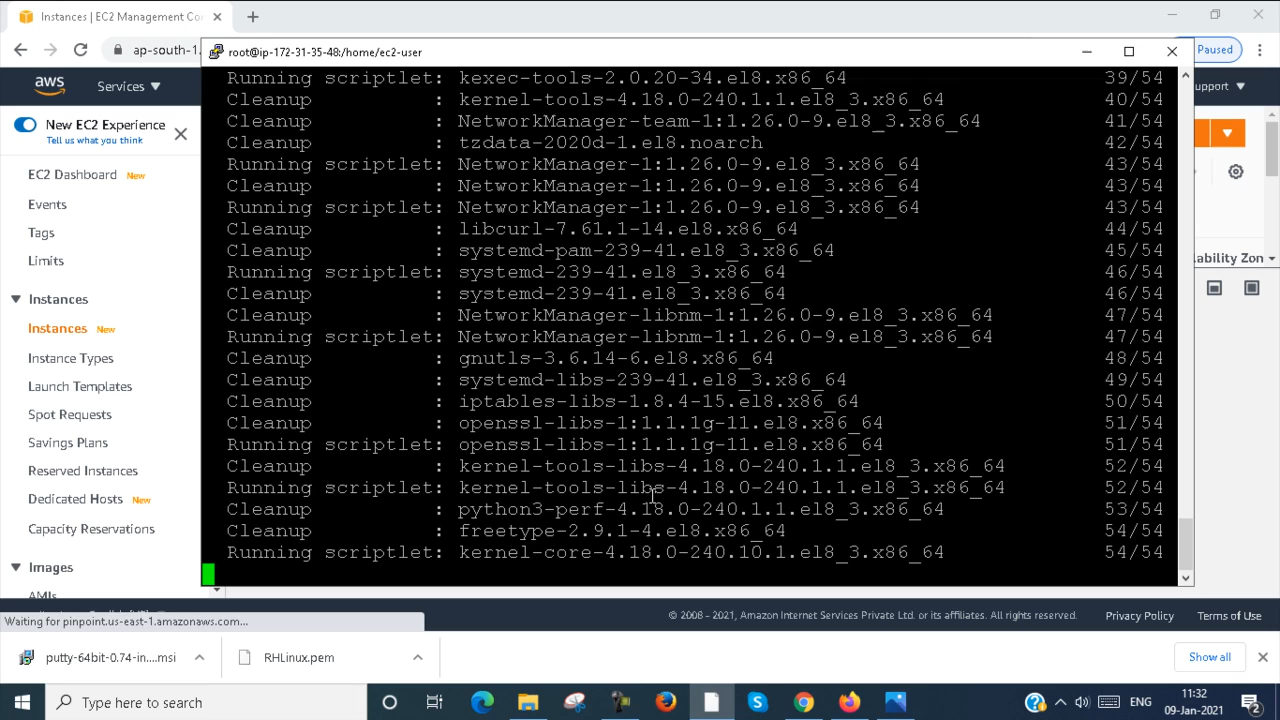 Instances | EC2 Management Co
ap-south-1.
Paused
root@ip-172-31-35-48:/home/ec2-user
aws
Services
upport
New EC2 Experience
Tell us what you think
EC2 Dashboard New
Events
Tags
Limits
Instances
Instances New
Instance Types
Launch Templates
Spot Requests
Savings Plans
Reserved Instances
Dedicated Hosts New
Capacity Reservations
Images
AMIs
lability Zon
Running scriptlet: kexec-tools-2.0.20-34.el8.x86_64 39/54
Cleanup : kernel-tools-4.18.0-240.1.1.el8_3.x86_64 40/54
Cleanup : NetworkManager-team-1:1.26.0-9.el8_3.x86_64 41/54
Cleanup : tzdata-2020d-1.el8.noarch 42/54
Running scriptlet: NetworkManager-1:1.26.0-9.el8_3.x86_64 43/54
Cleanup : NetworkManager-1:1.26.0-9.el8_3.x86_64 43/54
Running scriptlet: NetworkManager-1:1.26.0-9.el8_3.x86_64 43/54
Cleanup : libcurl-7.61.1-14.el8.x86_64 44/54
Cleanup : systemd-pam-239-41.el8_3.x86_64 45/54
Running scriptlet: systemd-239-41.el8_3.x86_64 46/54
Cleanup : systemd-239-41.el8_3.x86_64 46/54
Cleanup : NetworkManager-libnm-1:1.26.0-9.el8_3.x86_64 47/54
Running scriptlet: NetworkManager-libnm-1:1.26.0-9.el8_3.x86_64 47/54
Cleanup : gnutls-3.6.14-6.el8.x86_64 48/54
Cleanup : systemd-libs-239-41.el8_3.x86_64 49/54
Cleanup : iptables-libs-1.8.4-15.el8.x86_64 50/54
Cleanup : openssl-libs-1:1.1.1g-11.el8.x86_64 51/54
Running scriptlet: openssl-libs-1:1.1.1g-11.el8.x86_64 51/54
Cleanup : kernel-tools-libs-4.18.0-240.1.1.el8_3.x86_64 52/54
Running scriptlet: kernel-tools-libs-4.18.0-240.1.1.el8_3.x86_64 52/54
Cleanup : python3-perf-4.18.0-240.1.1.el8_3.x86_64 53/54
Cleanup : freetype-2.9.1-4.el8.x86_64 54/54
Running scriptlet: kernel-core-4.18.0-240.10.1.el8_3.x86_64 54/54
© 2008 - 2021, Amazon Internet Services Private Ltd. or its affiliates. All rights reserved. Privacy Policy Terms of Use
Waiting for pinpoint.us-east-1.amazonaws.com...
putty-64bit-0.74-in....msi
RHLinux.pem
Show all
Type here to search
ENG
11:32
09-Jan-2021
2